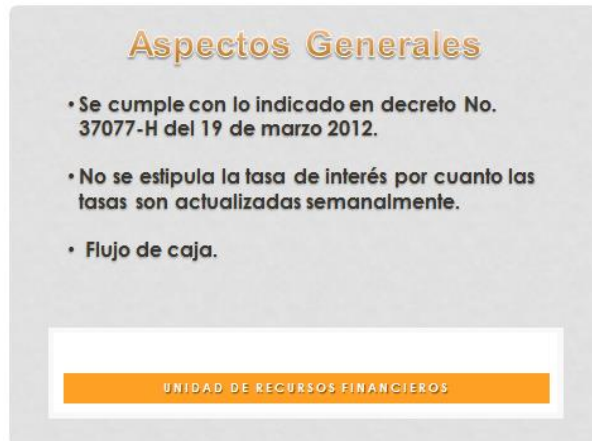 Aspectos Generales
• Se cumple con lo indicado en decreto No.
37077-H del 19 de marzo 2012.
• No se estipula la tasa de interés por cuanto las
tasas son actualizadas semanalmente.
• Flujo de caja.
UNIDAD DE RECURSOS FINANCIEROS